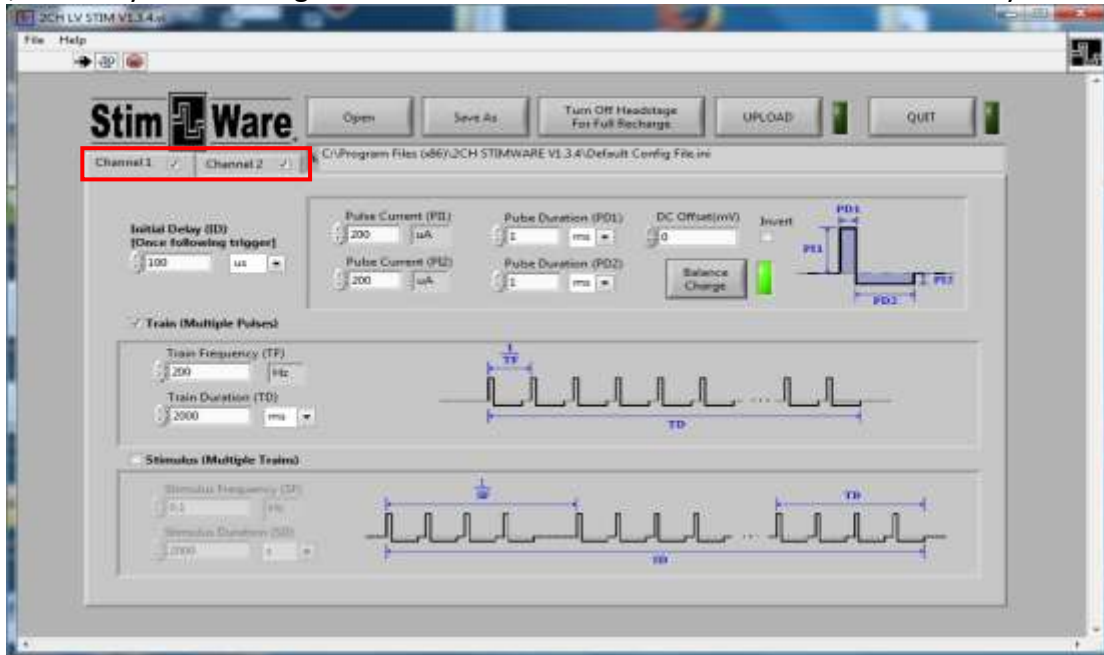 2CH LV STIM V1.3.4.vi
File Help
Stim Ware
Open
Save As
Turn Off Headstage
For Full Recharge
UPLOAD
QUIT
Channel 1
Channel 2
C:\Program Files (x86)\2CH STIMWARE V1.3.4\Default Config File.ini
Initial Delay (ID)
[Once following trigger]
100 us
Pulse Current (PI1)
200 uA
Pulse Duration (PD1)
1 ms
DC Offset(mV)
0
Invert
Pulse Current (PI2)
200 uA
Pulse Duration (PD2)
1 ms
Balance
Charge
PD1
PI1
PI2
PD2
Train (Multiple Pulses)
Train Frequency (TF)
200 Hz
Train Duration (TD)
2000 ms
1
TF
TD
Stimulus (Multiple Trains)
Stimulus Frequency (SF)
0.1 Hz
Stimulus Duration (SD)
2000 s
1
SF
TD